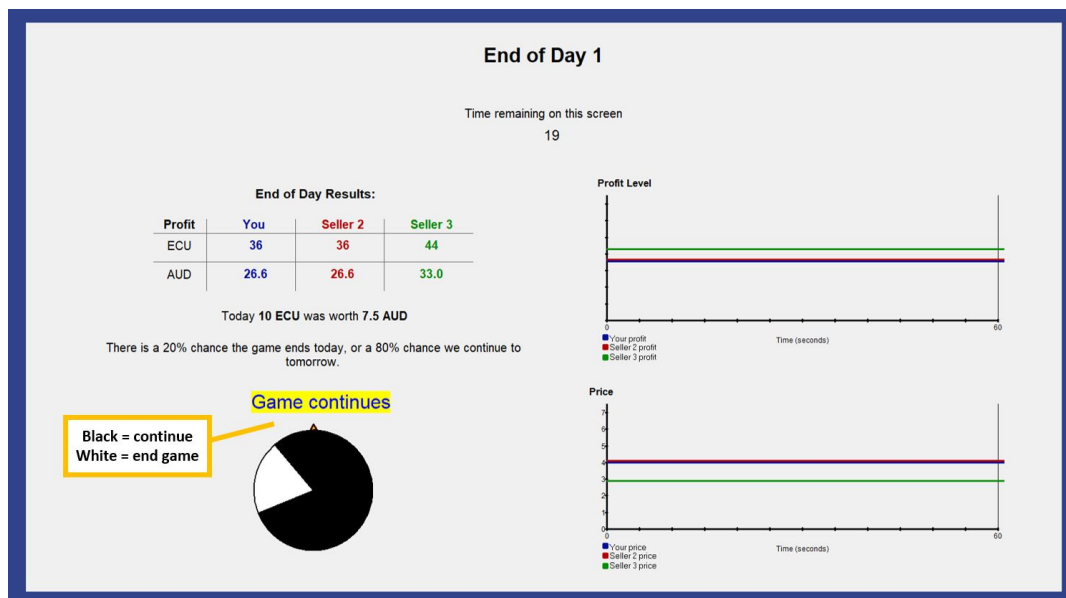 End of Day 1
Time remaining on this screen
19
End of Day Results:
Profit You Seller 2 Seller 3
ECU 36 36 44
AUD 26.6 26.6 33.0
Today 10 ECU was worth 7.5 AUD
There is a 20% chance the game ends today, or a 80% chance we continue to
tomorrow.
Game continues
Black = continue
White = end game
Profit Level
0
60
Time (seconds)
Your profit
Seller 2 profit
Seller 3 profit
Price
7
6
5
4
3
2
1
0
0
60
Time (seconds)
Your price
Seller 2 price
Seller 3 price